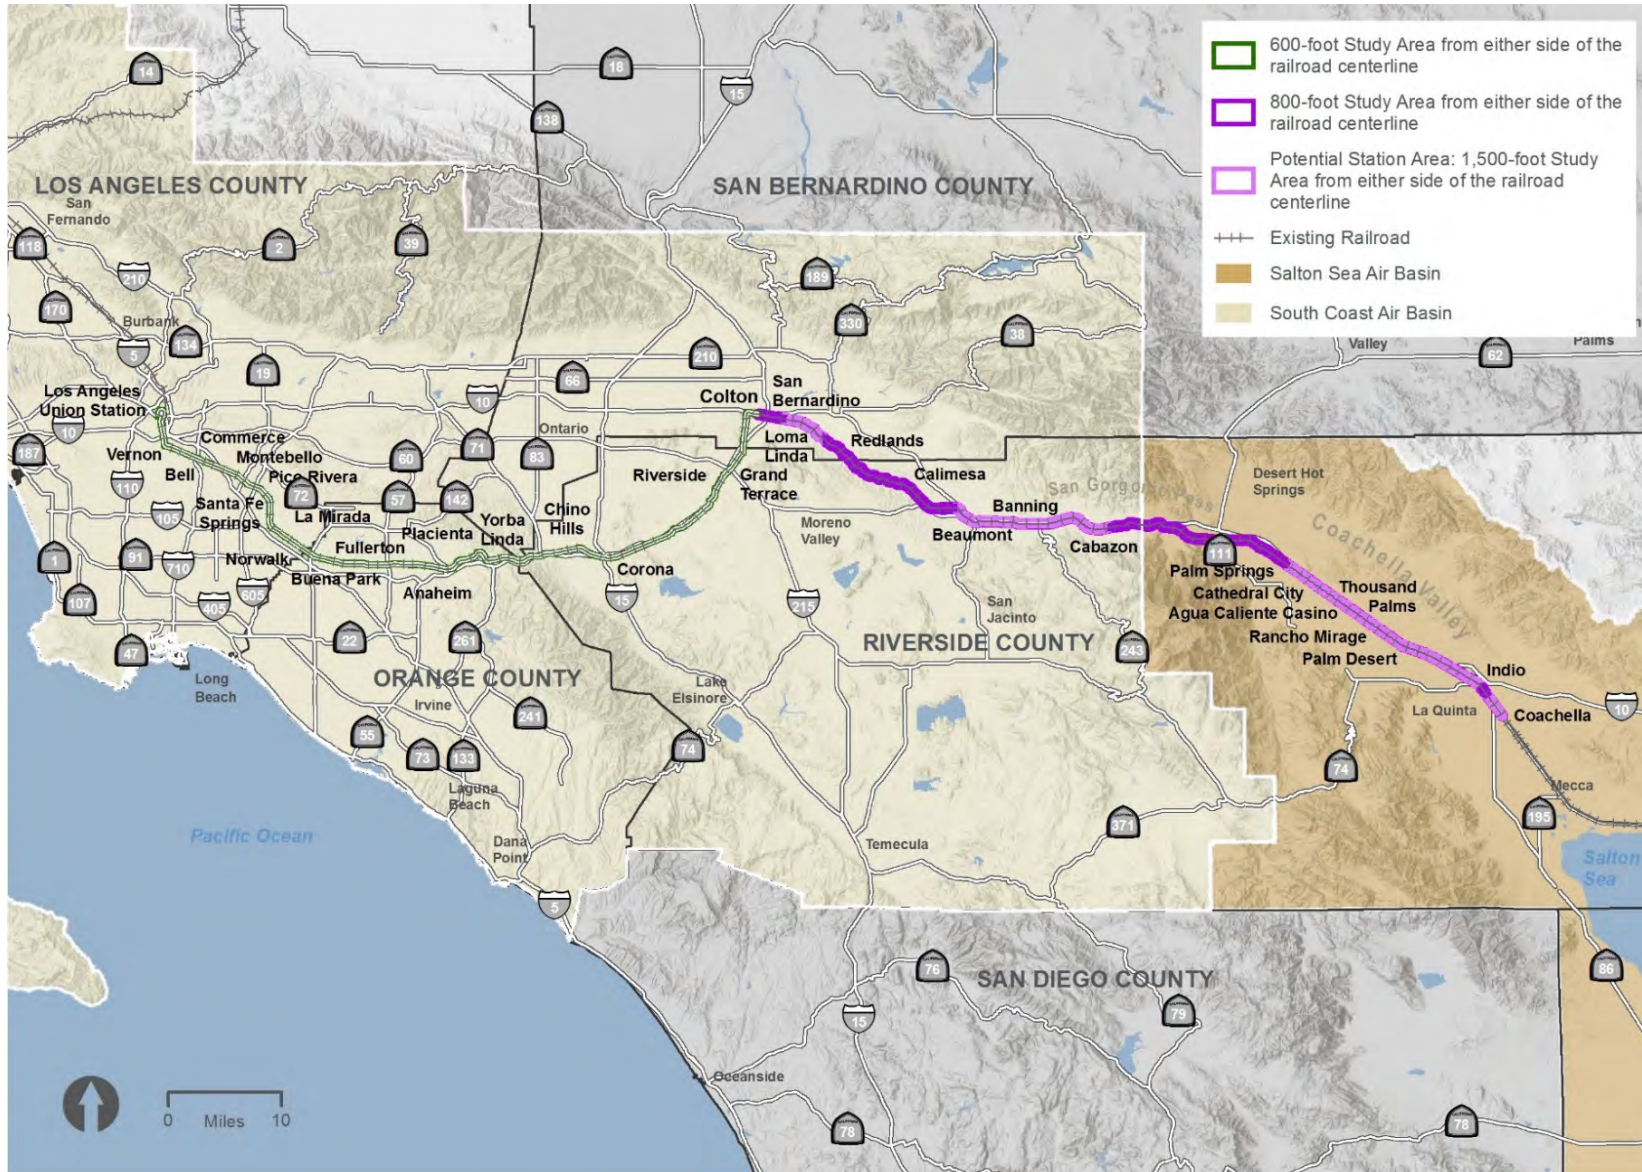 600-foot Study Area from either side of the
railroad centerline
800-foot Study Area from either side of the
railroad centerline
Potential Station Area: 1,500-foot Study
Area from either side of the railroad
centerline
Existing Railroad
Salton Sea Air Basin
South Coast Air Basin
14
18
15
138
LOS ANGELES COUNTY
SAN BERNARDINO COUNTY
San
Fernando
118
2
39
210
189
170
330
Burbank
134
38
5
19
210
66
Valley
Palms
62
Los Angeles
Union Station
10
10
Colton
San
Bernardino
187
Vernon
Commerce
Montebello
Pico Rivera
Bell
60
71
83
Ontario
Loma
Linda
Redlands
Riverside
Grand
Terrace
Calimesa
Desert Hot
Springs
San Gorgonio Pass
110
72
57
142
105
Santa Fe
Springs
La Mirada
Placienta
Yorba
Linda
Chino
Hills
Moreno
Valley
Banning
Beaumont
Cabazon
Coachella Valley
1
91
710
Norwalk
Fullerton
Buena Park
Anaheim
Corona
111
Palm Springs
Cathedral City
Agua Caliente Casino
Rancho Mirage
Palm Desert
Thousand
Palms
107
405
605
15
215
San
Jacinto
47
22
261
RIVERSIDE COUNTY
243
Long
Beach
ORANGE COUNTY
Irvine
Lake
Elsinore
Indio
La Quinta
Coachella
10
241
55
73
133
74
74
Laguna
Beach
Mecca
195
Pacific Ocean
371
Dana
Point
Temecula
Salton
Sea
5
76
SAN DIEGO COUNTY
86
79
15
Oceanside
78
78
0 Miles 10